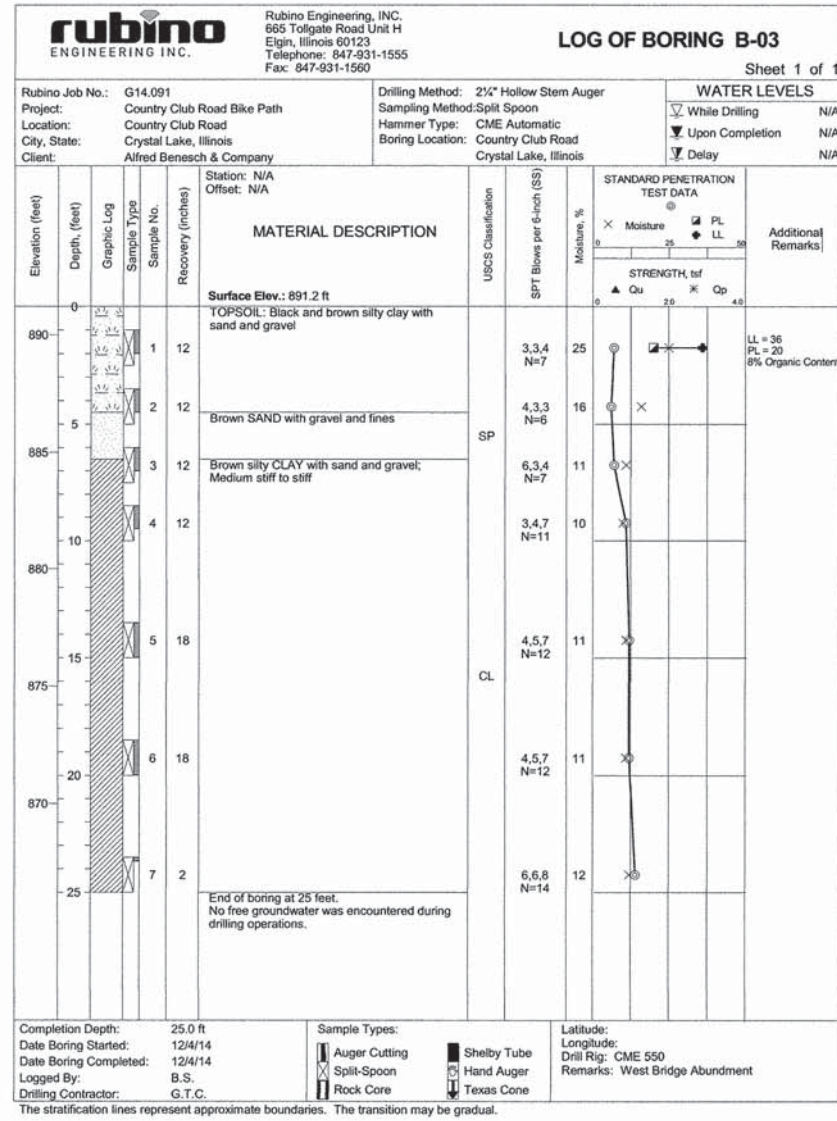 rubino
ENGINEERING INC.
Rubino Engineering, INC.
665 Tollgate Road Unit H
Elgin, Illinois 60123
Telephone: 847-931-1555
Fax: 847-931-1560
LOG OF BORING B-03
Sheet 1 of 1
Rubino Job No.: G14.091
Project: Country Club Road Bike Path
Location: Country Club Road
City, State: Crystal Lake, Illinois
Client: Alfred Benesch & Company
Drilling Method: 2¼" Hollow Stem Auger
Sampling Method:Split Spoon
Hammer Type: CME Automatic
Boring Location: Country Club Road
Crystal Lake, Illinois
WATER LEVELS
While Drilling N/A
Upon Completion N/A
Delay N/A
Elevation (feet)
Depth, (feet)
Graphic Log
Sample Type
Sample No.
Recovery (inches)
Station: N/A
Offset: N/A
MATERIAL DESCRIPTION
Surface Elev.: 891.2 ft
USCS Classification
SPT Blows per 6-inch (SS)
Moisture, %
STANDARD PENETRATION
TEST DATA
Moisture PL
LL
0 25 50
STRENGTH, tsf
Qu Qp
0 2.0 4.0
Additional
Remarks
0
TOPSOIL: Black and brown silty clay with
sand and gravel
890
1 12 3,3,4 25
N=7
LL = 36
PL = 20
8% Organic Content
2 12 4,3,3 16
N=6
5
Brown SAND with gravel and fines
SP
885
3 12 6,3,4 11
N=7
Brown silty CLAY with sand and gravel;
Medium stiff to stiff
4 12 3,4,7 10
N=11
10
880
5 18 4,5,7 11
N=12
15
875
CL
6 18 4,5,7 11
N=12
20
870
7 2 6,6,8 12
N=14
25
End of boring at 25 feet.
No free groundwater was encountered during
drilling operations.
Completion Depth: 25.0 ft
Date Boring Started: 12/4/14
Date Boring Completed: 12/4/14
Logged By: B.S.
Drilling Contractor: G.T.C.
Sample Types:
Auger Cutting Shelby Tube
Split-Spoon Hand Auger
Rock Core Texas Cone
Latitude:
Longitude:
Drill Rig: CME 550
Remarks: West Bridge Abundment
The stratification lines represent approximate boundaries. The transition may be gradual.